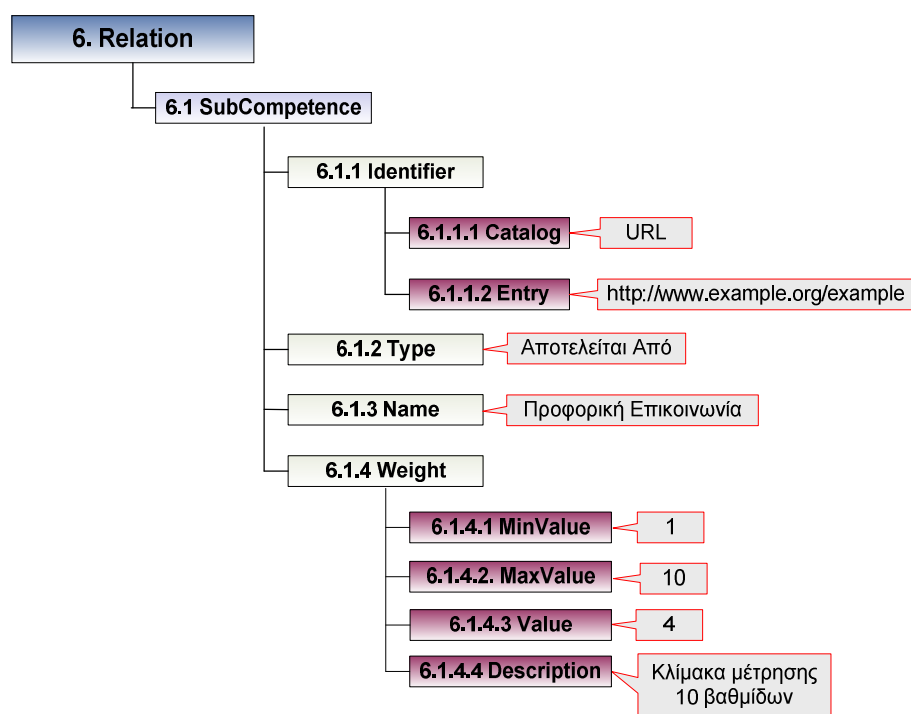 6. Relation
6.1 SubCompetence
6.1.1 Identifier
6.1.1.1 Catalog
URL
6.1.1.2 Entry
http://www.example.org/example
6.1.2 Type
Αποτελείται Από
6.1.3 Name
Προφορική Επικοινωνία
6.1.4 Weight
6.1.4.1 MinValue
1
6.1.4.2. MaxValue
10
6.1.4.3 Value
4
6.1.4.4 Description
Κλίμακα μέτρησης
10 βαθμίδων